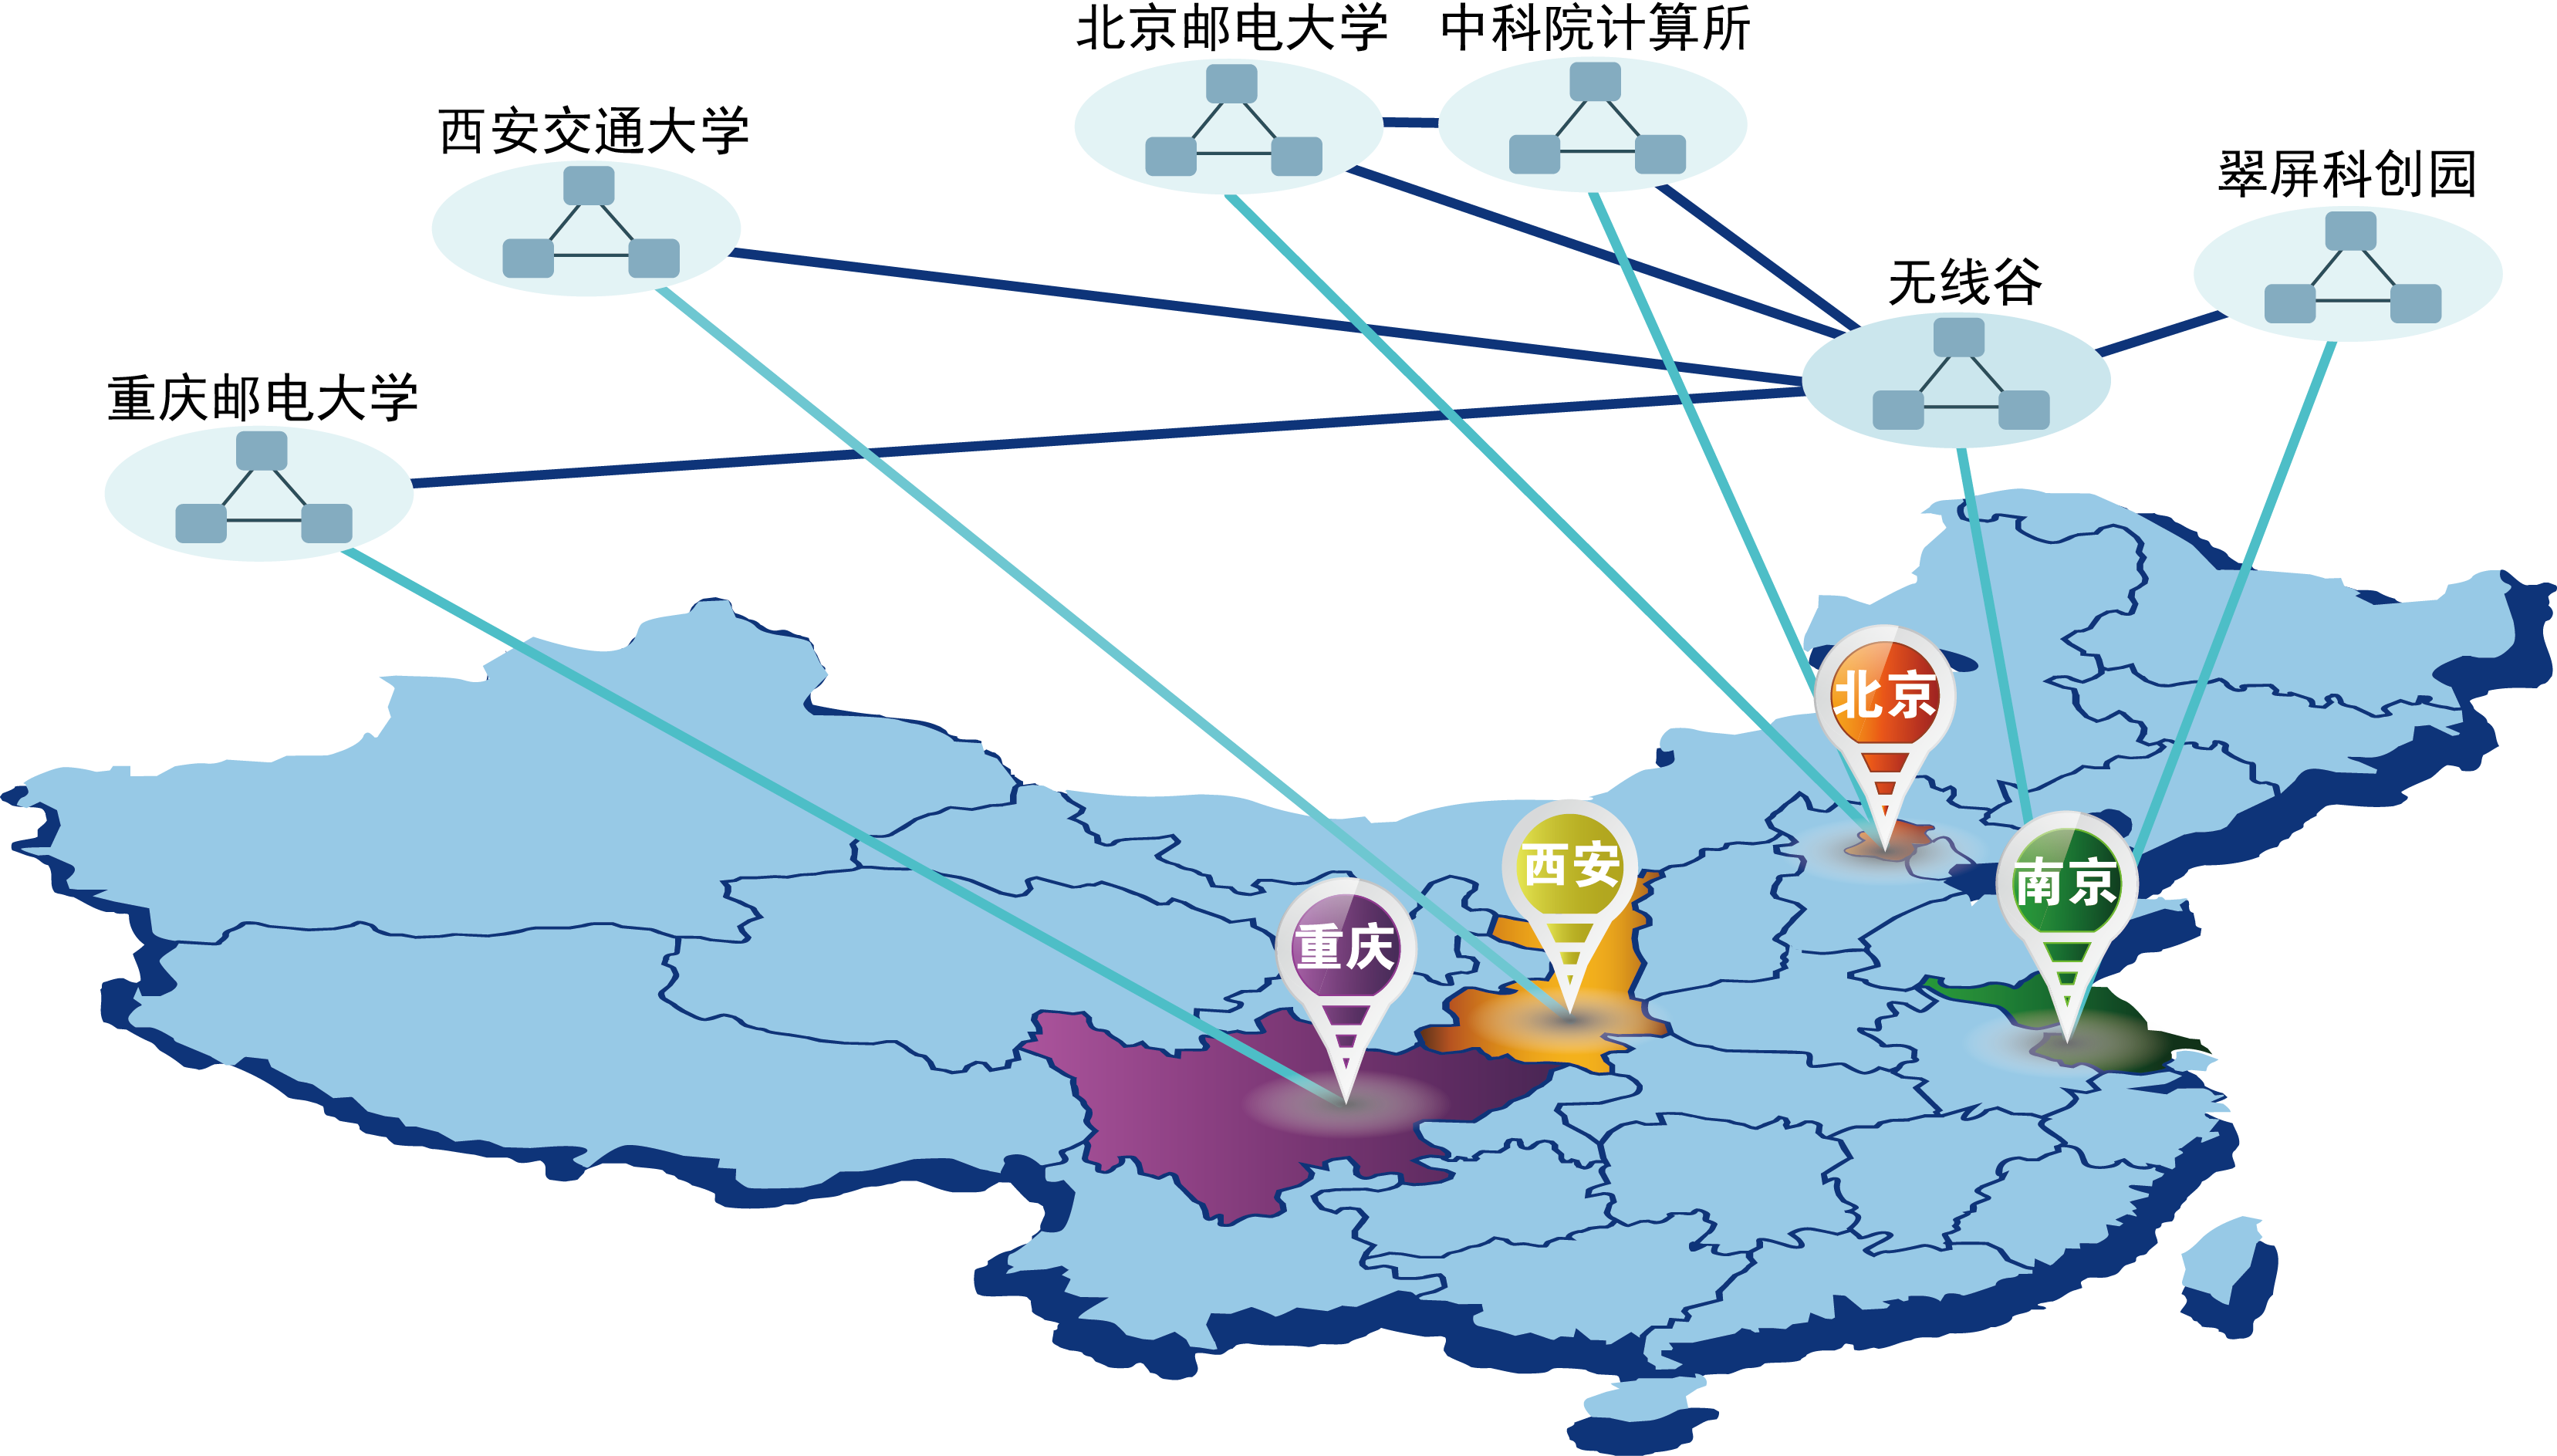 北京邮电大学
中科院计算所
西安交通大学
翠屏科创园
无线谷
重庆邮电大学
北京
西安
南京
重庆